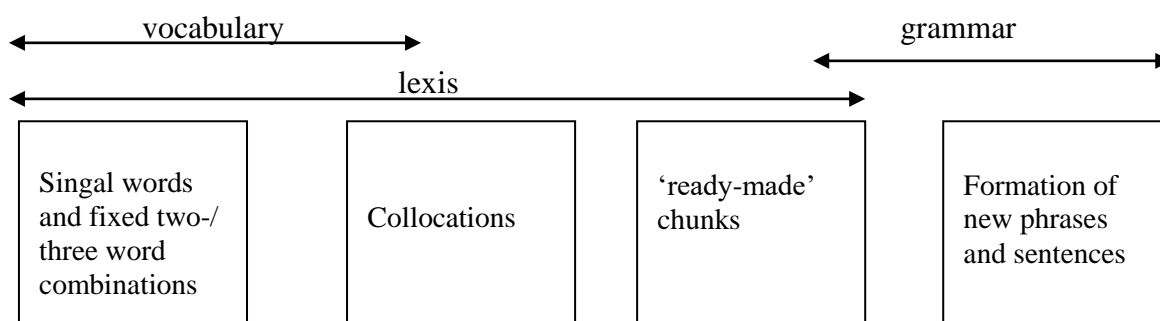 vocabulary
grammar
lexis
Singal words
and fixed two-/
three word
combinations
Collocations
‘ready-made’
chunks
Formation of
new phrases
and sentences